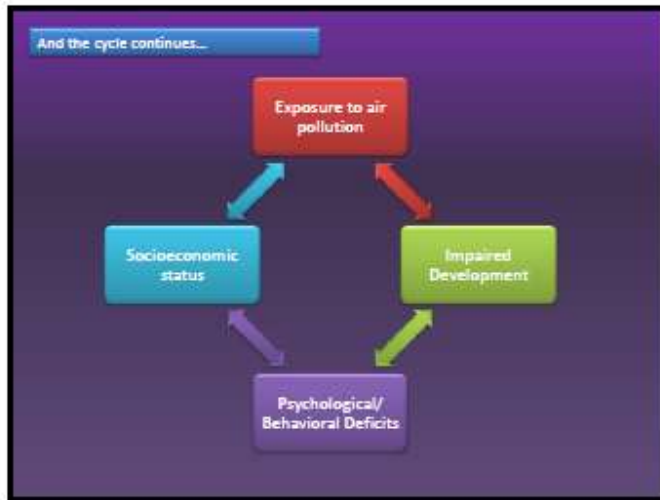 And the cycle continues...
Exposure to air
pollution
Socioeconomic
status
Impaired
Development
Psychological/
Behavioral Deficits